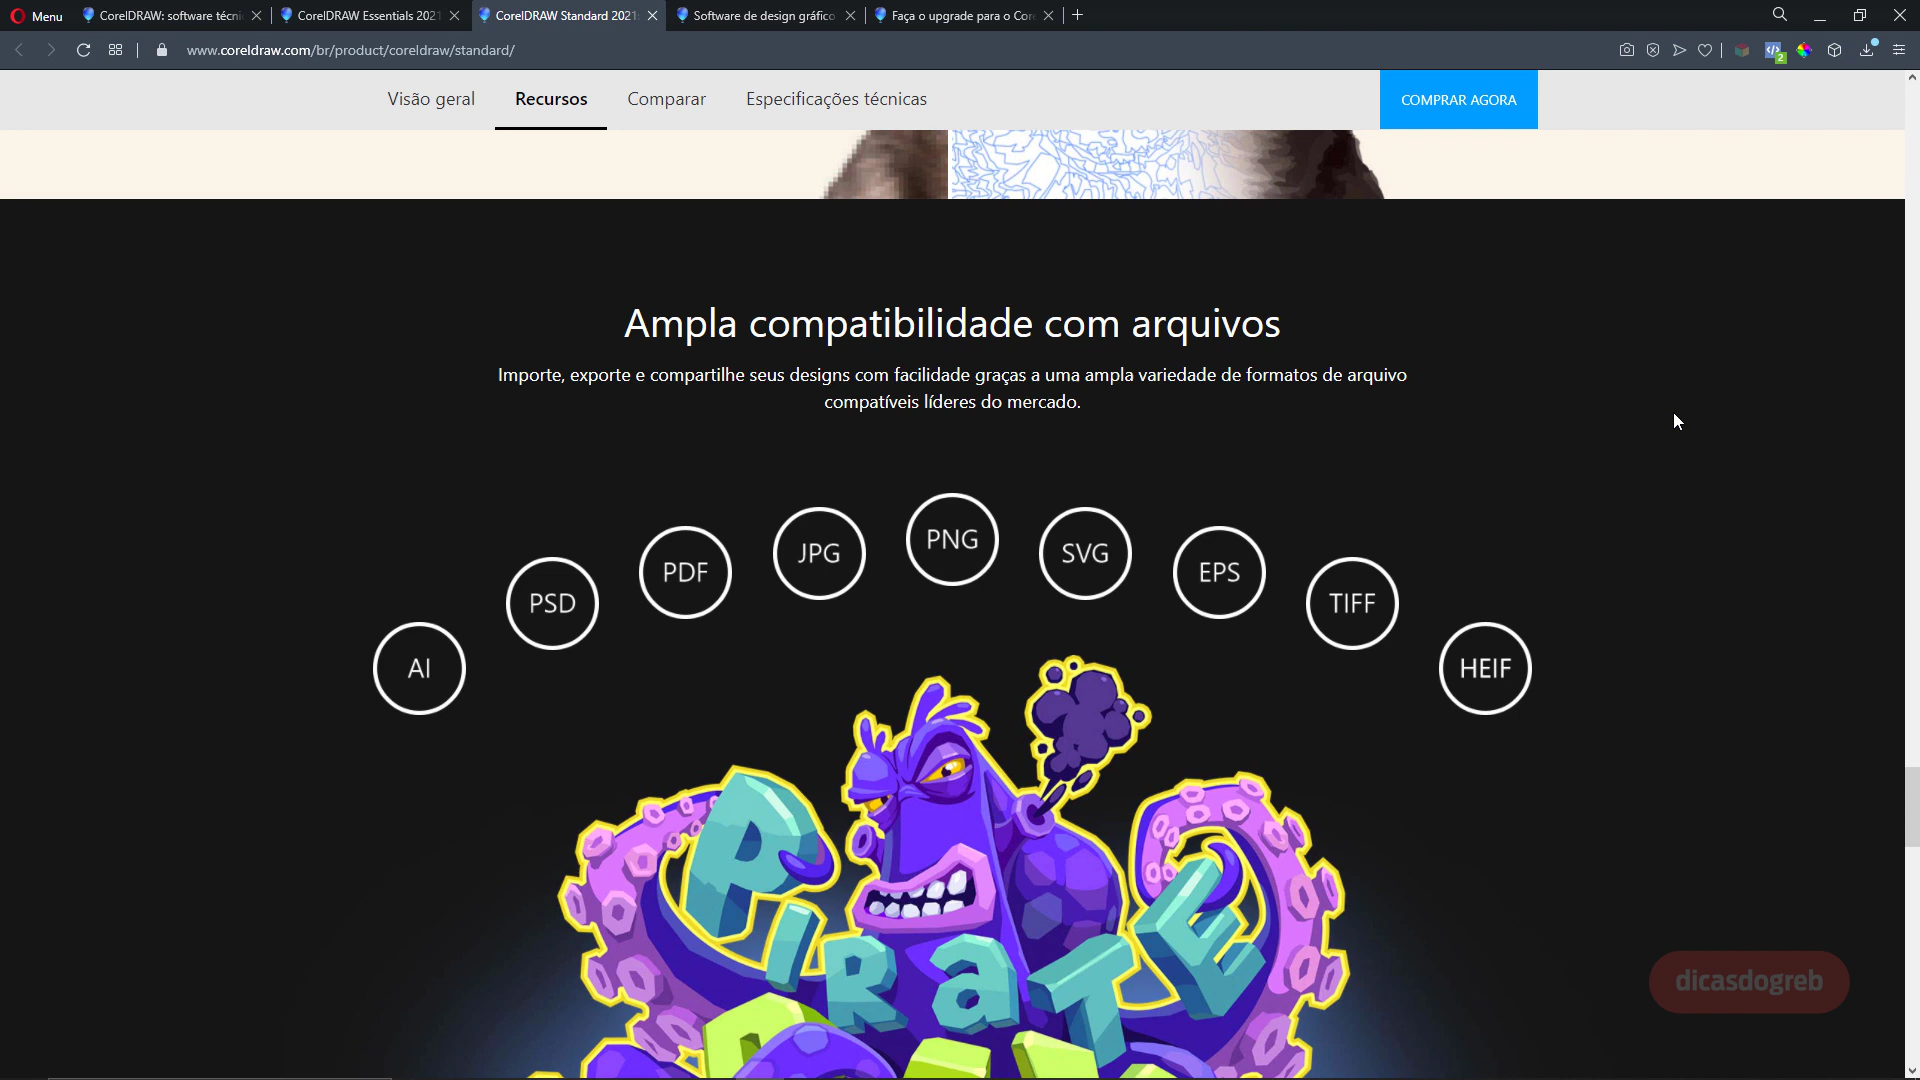 Menu
CorelDRAW: software técni
CorelDRAW Essentials 2021
CorelDRAW Standard 2021:
Software de design gráfico
Faça o upgrade para o Core
www.coreldraw.com/br/product/coreldraw/standard/
2
Visão geral
Recursos
Comparar
Especificações técnicas
COMPRAR AGORA
Ampla compatibilidade com arquivos
Importe, exporte e compartilhe seus designs com facilidade graças a uma ampla variedade de formatos de arquivo
compatíveis líderes do mercado.
AI
PSD
PDF
JPG
PNG
SVG
EPS
TIFF
HEIF
PiRaTE
dicasdogreb